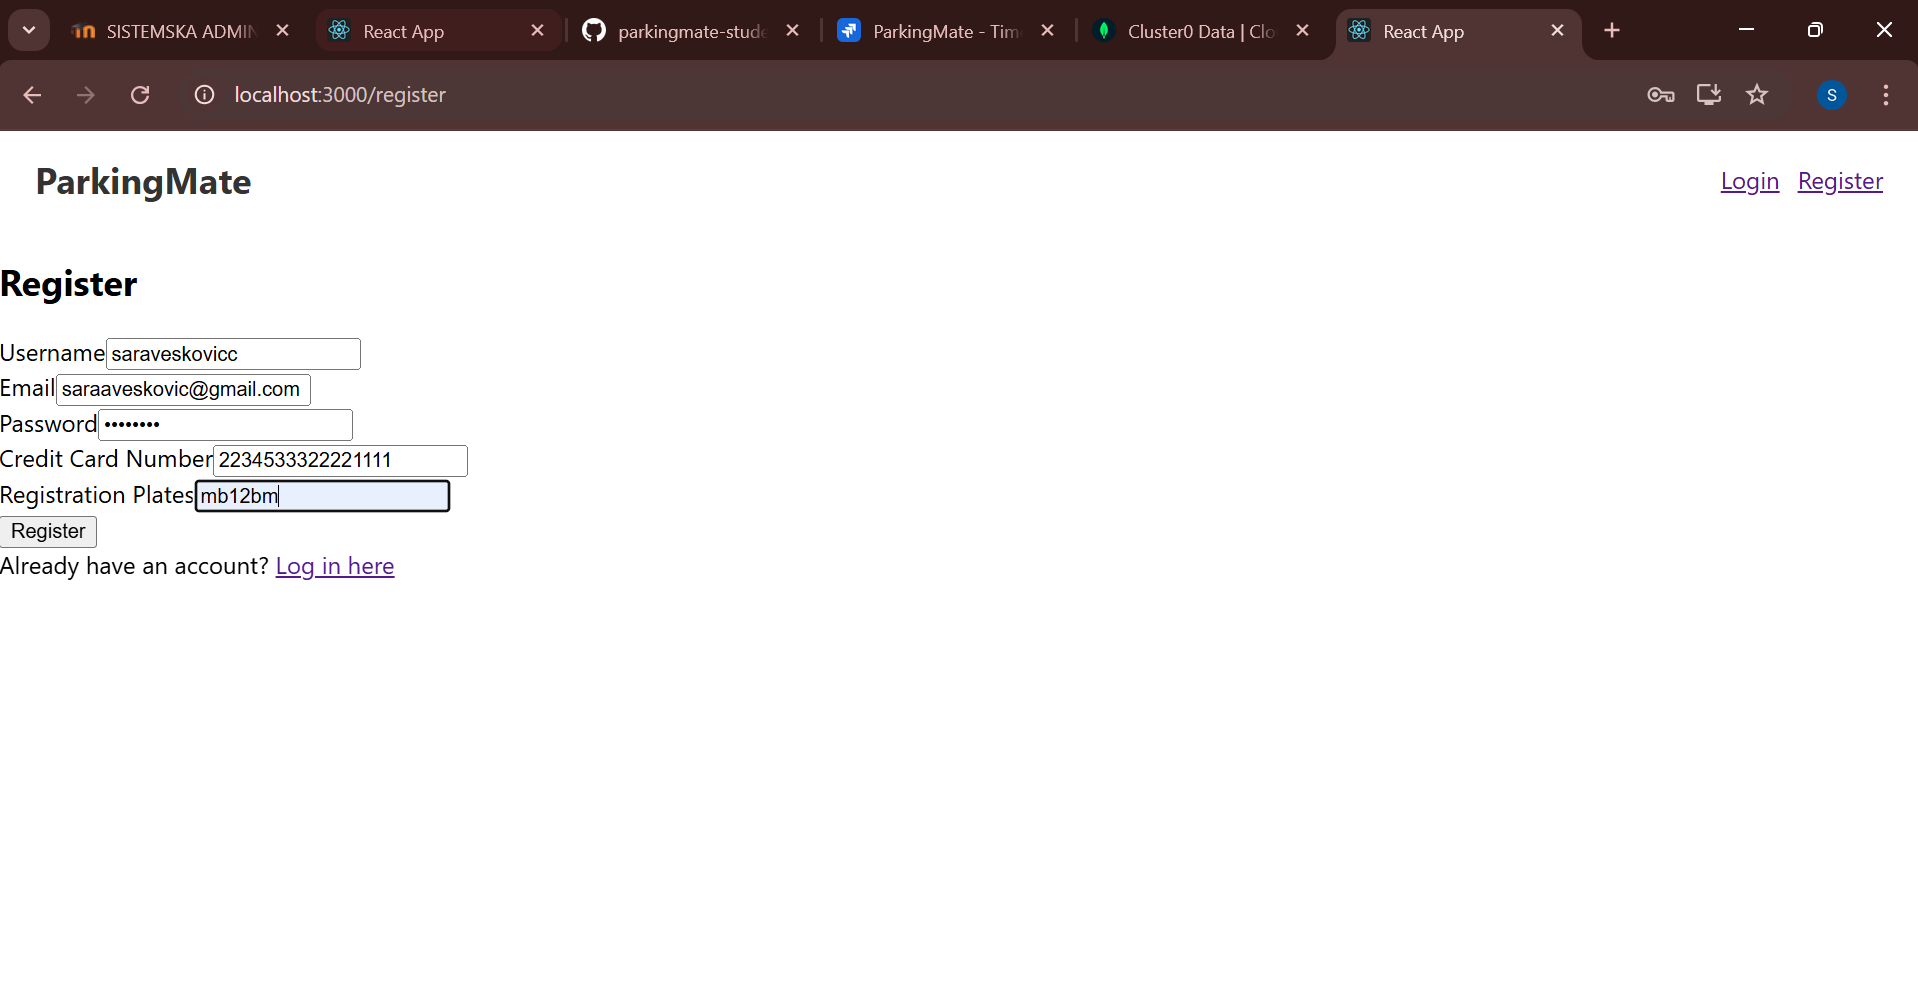 SISTEMSKA ADMIN
React App
parkingmate-stude
ParkingMate - Tim
Cluster0 Data | Clo
React App
localhost:3000/register
S
ParkingMate
Login Register
Register
Username saraveskovicc
Email saraaveskovic@gmail.com
Password ••••••••
Credit Card Number 2234533322221111
Registration Plates mb12bm
Register
Already have an account? Log in here